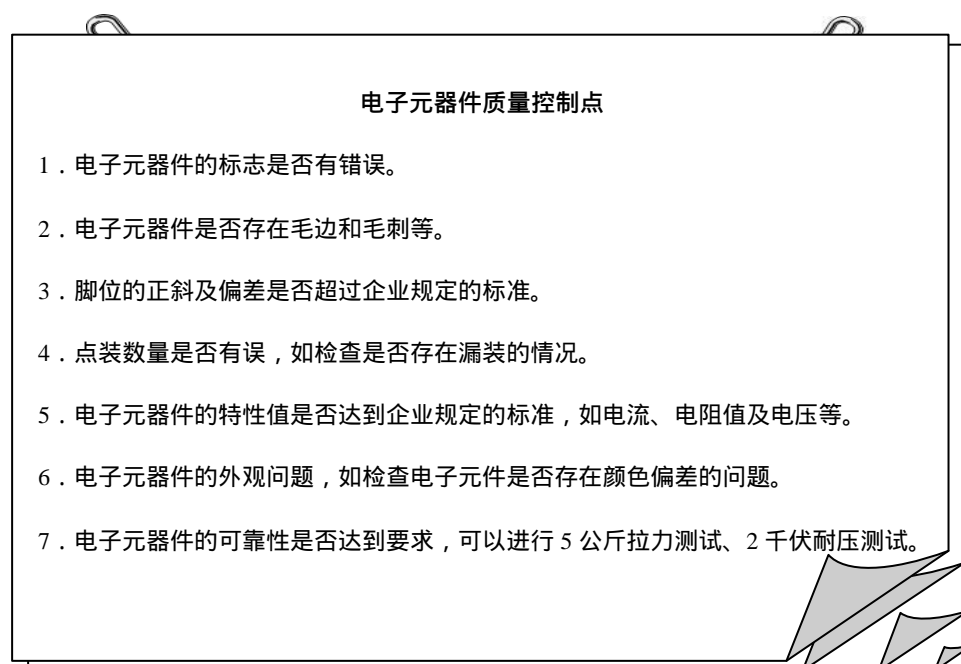 电子元器件质量控制点
1．电子元器件的标志是否有错误。
2．电子元器件是否存在毛边和毛刺等。
3．脚位的正斜及偏差是否超过企业规定的标准。
4．点装数量是否有误，如检查是否存在漏装的情况。
5．电子元器件的特性值是否达到企业规定的标准，如电流、电阻值及电压等。
6．电子元器件的外观问题，如检查电子元件是否存在颜色偏差的问题。
7．电子元器件的可靠性是否达到要求，可以进行 5 公斤拉力测试、2 千伏耐压测试。